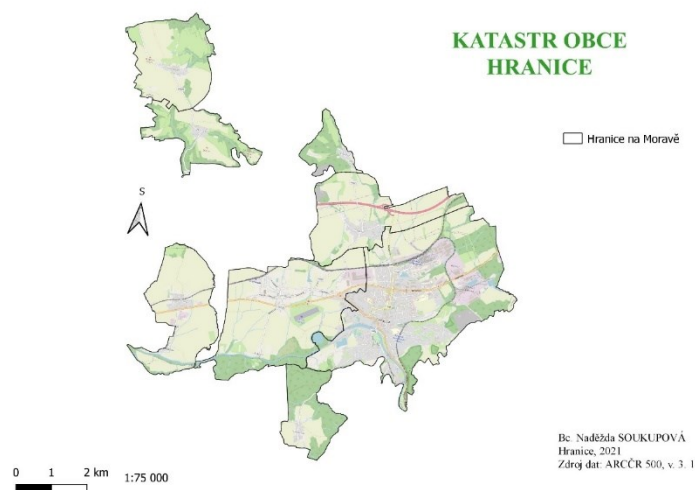 KATASTR OBCE
HRANICE
Hranice na Moravě
S
0 1 2 km
1:75 000
Bc. Naděžda SOUKUPOVÁ
Hranice, 2021
Zdroj dat: ARCČR 500, v. 3. 1